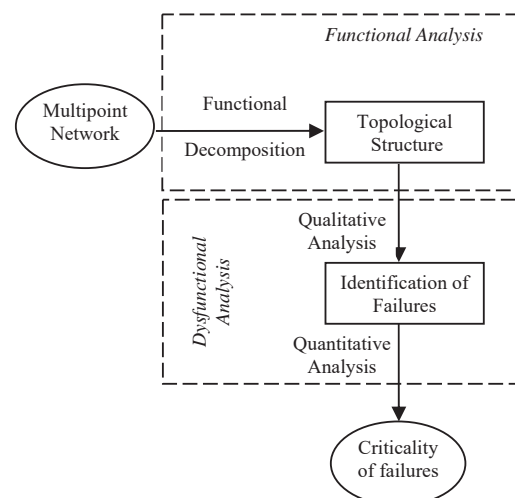 Functional Analysis
Multipoint
Network
Functional
Decomposition
Topological
Structure
Qualitative
Analysis
Dysfunctional
Analysis
Identification of
Failures
Quantitative
Analysis
Criticality
of failures